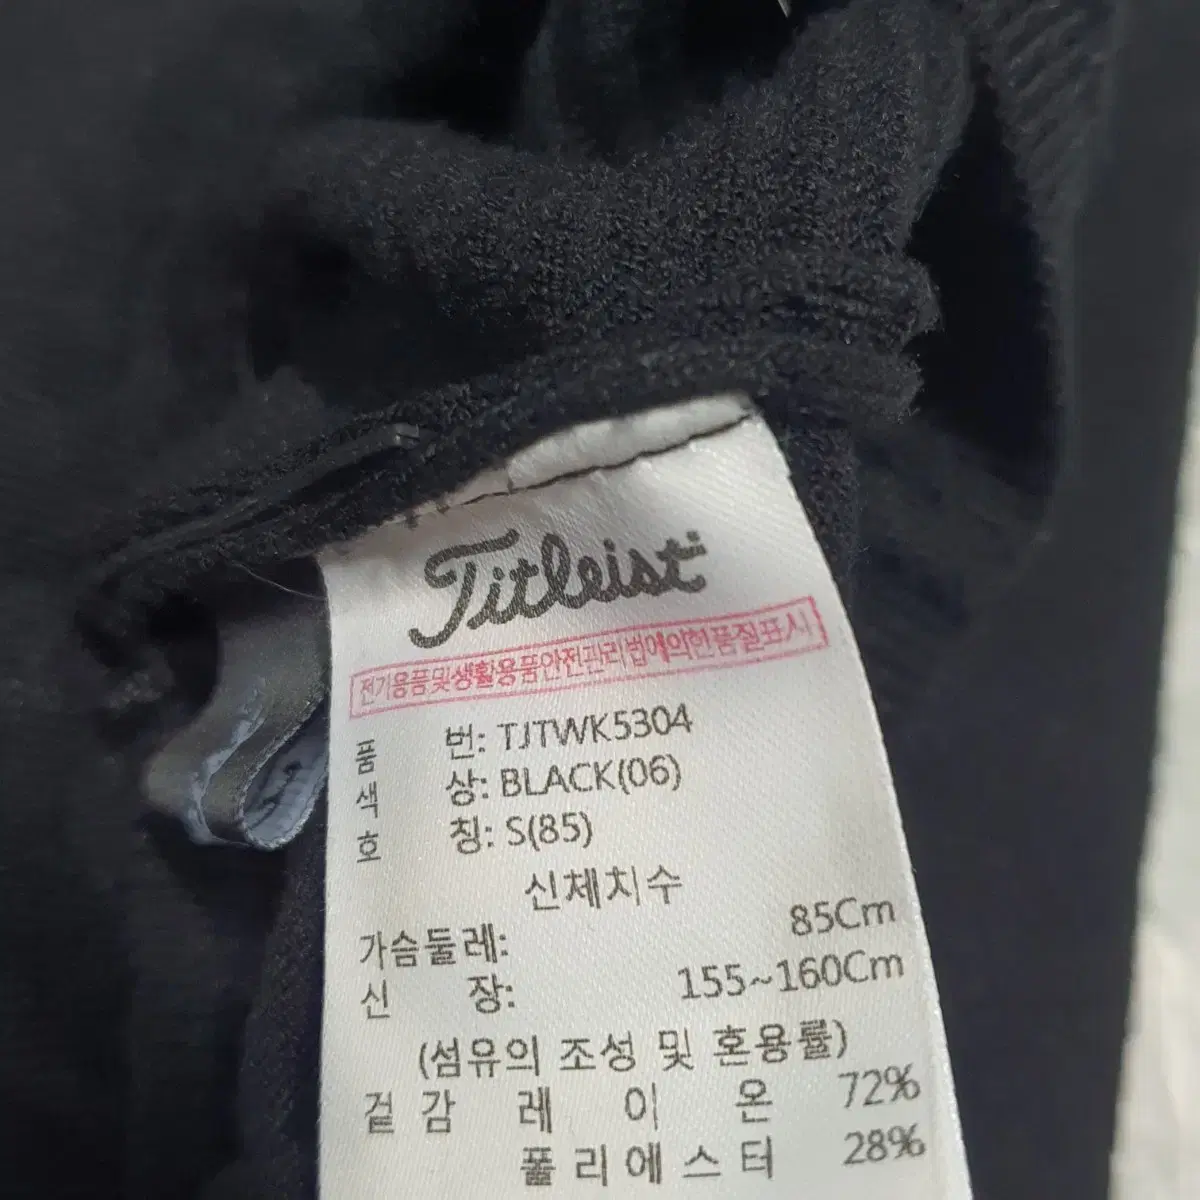 Titleist
전기용품및생활용품안전관리법에의한품질표시
품 번: TJTWK5304
색 상: BLACK(06)
호 칭: S(85)
신체치수
가슴둘레: 85Cm
신 장: 155~160Cm
(섬유의 조성 및 혼용률)
겉감 레이온 72%
폴리에스터 28%